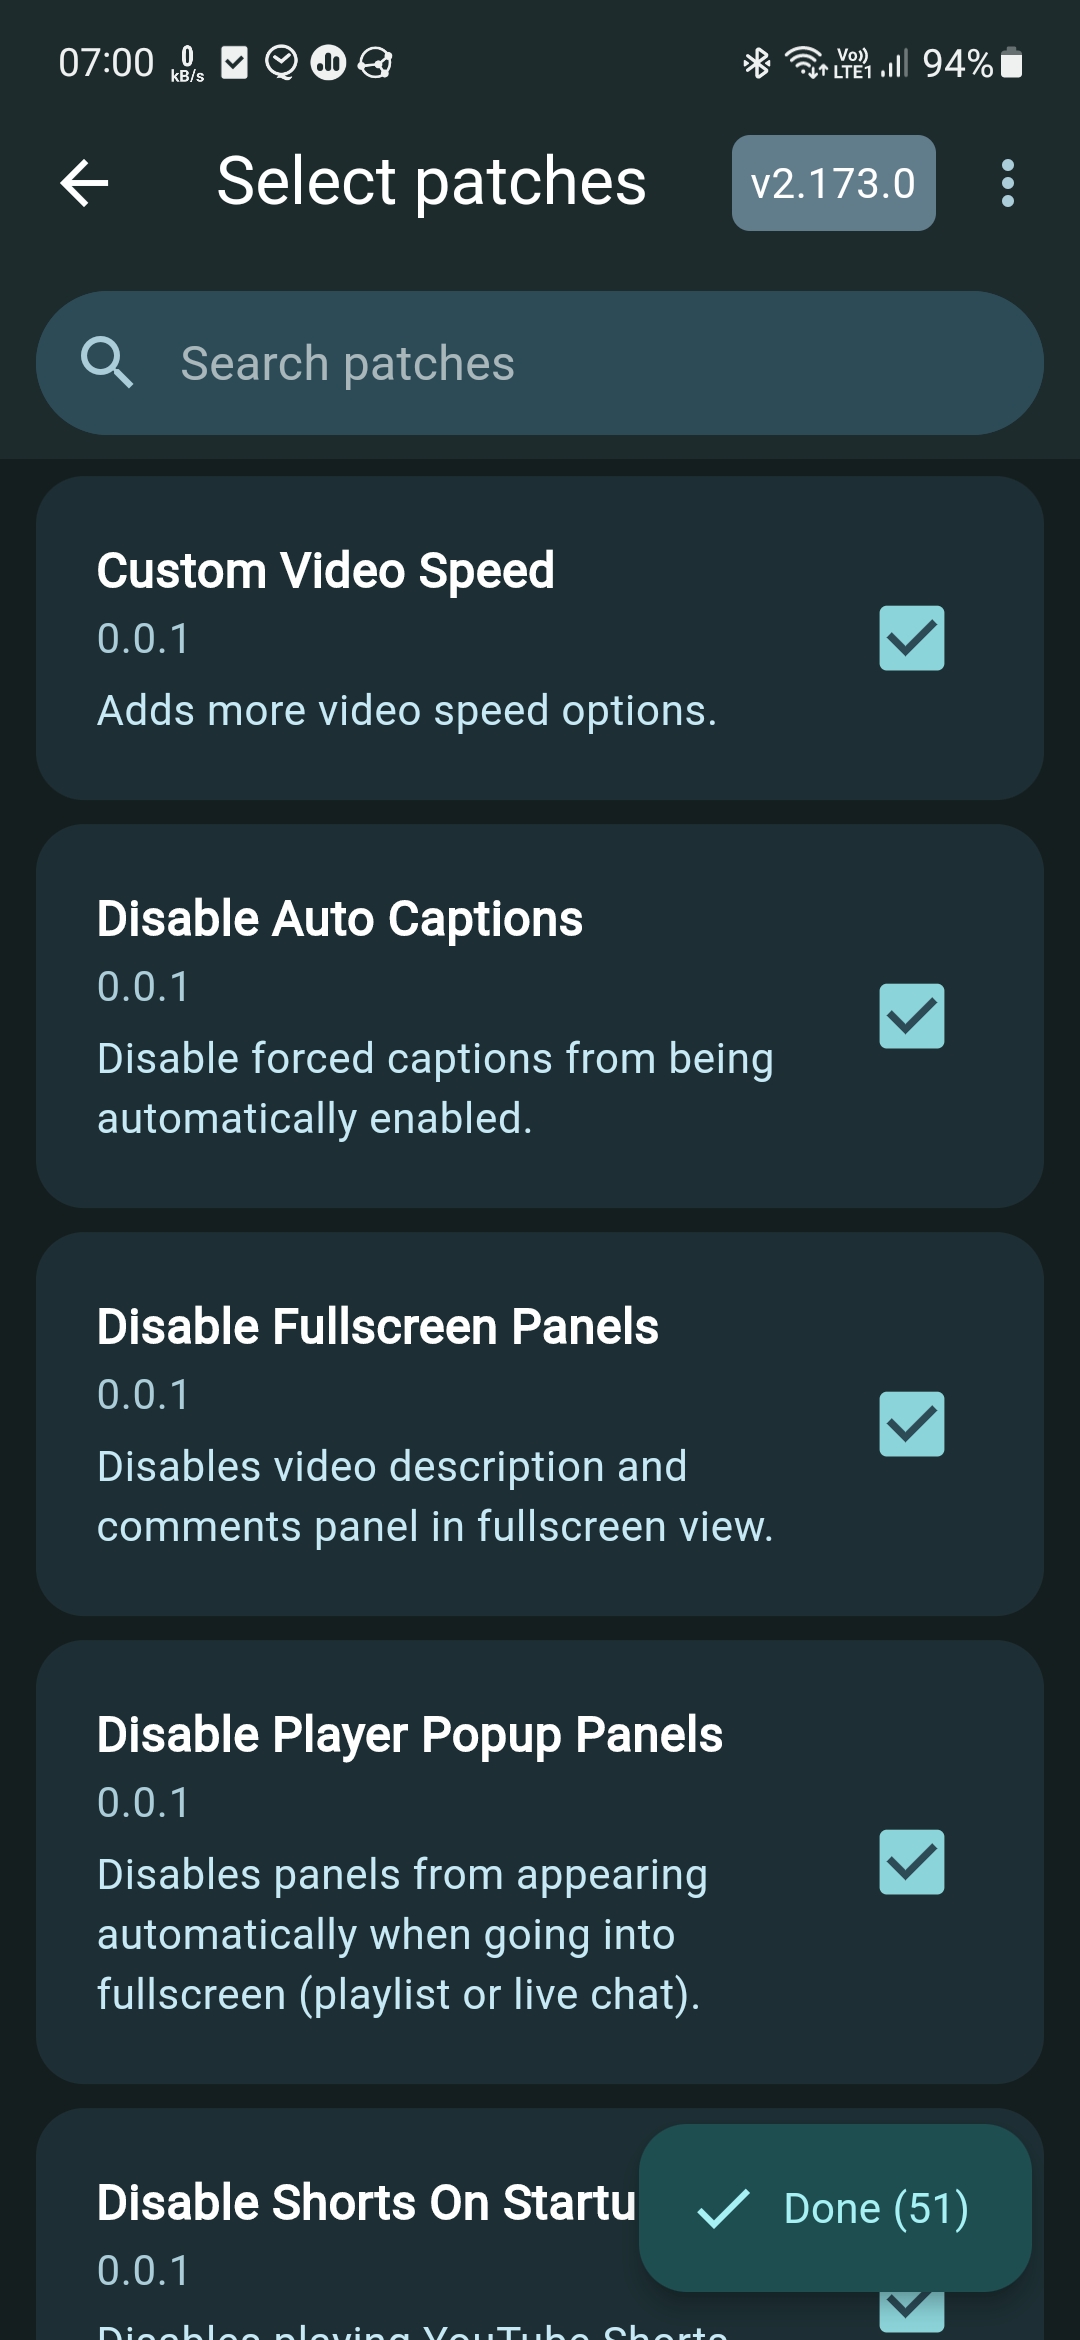 07:00 0 kB/s Vo)) LTE1 94%
Select patches v2.173.0
Search patches
Custom Video Speed
0.0.1
Adds more video speed options.
Disable Auto Captions
0.0.1
Disable forced captions from being
automatically enabled.
Disable Fullscreen Panels
0.0.1
Disables video description and
comments panel in fullscreen view.
Disable Player Popup Panels
0.0.1
Disables panels from appearing
automatically when going into
fullscreen (playlist or live chat).
Disable Shorts On Startu
Done (51)
0.0.1
Disables playing YouTube Shorts